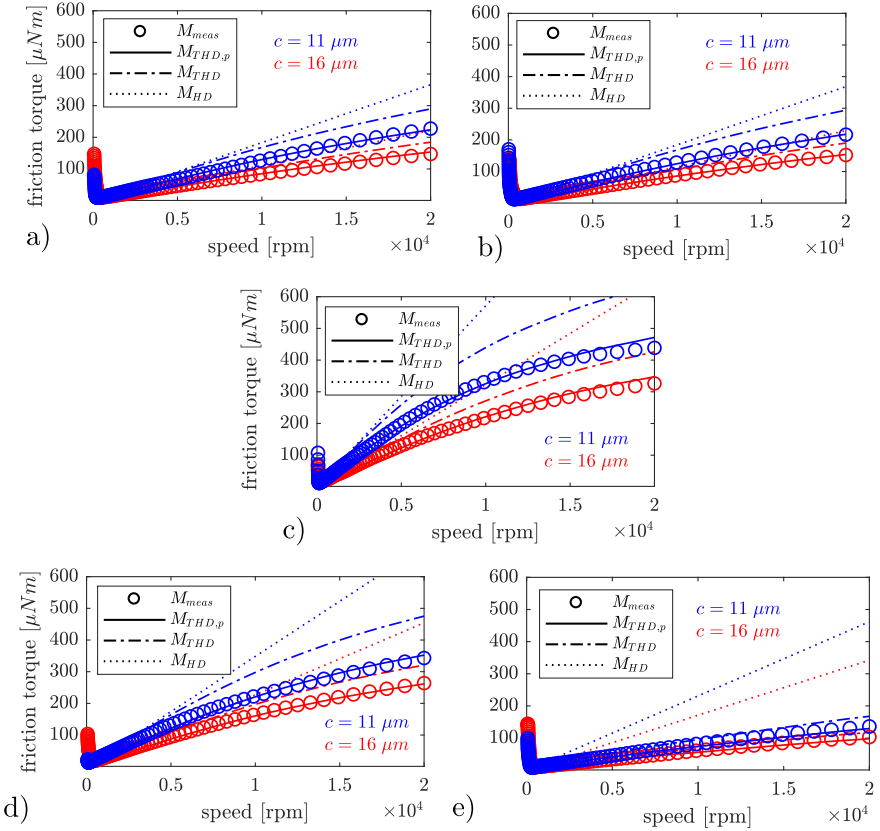 friction torque [μNm]
600
500
400
300
200
100
M_meas
M_THD,p
M_THD
M_HD
c = 11 μm
c = 16 μm
0
0.5
1
1.5
2
×10^4
speed [rpm]
a)
friction torque [μNm]
600
500
400
300
200
100
M_meas
M_THD,p
M_THD
M_HD
c = 11 μm
c = 16 μm
0
0.5
1
1.5
2
×10^4
speed [rpm]
b)
friction torque [μNm]
600
500
400
300
200
100
M_meas
M_THD,p
M_THD
M_HD
c = 11 μm
c = 16 μm
0
0.5
1
1.5
2
×10^4
speed [rpm]
c)
friction torque [μNm]
600
500
400
300
200
100
M_meas
M_THD,p
M_THD
M_HD
c = 11 μm
c = 16 μm
0
0.5
1
1.5
2
×10^4
speed [rpm]
d)
friction torque [μNm]
600
500
400
300
200
100
M_meas
M_THD,p
M_THD
M_HD
c = 11 μm
c = 16 μm
0
0.5
1
1.5
2
×10^4
speed [rpm]
e)